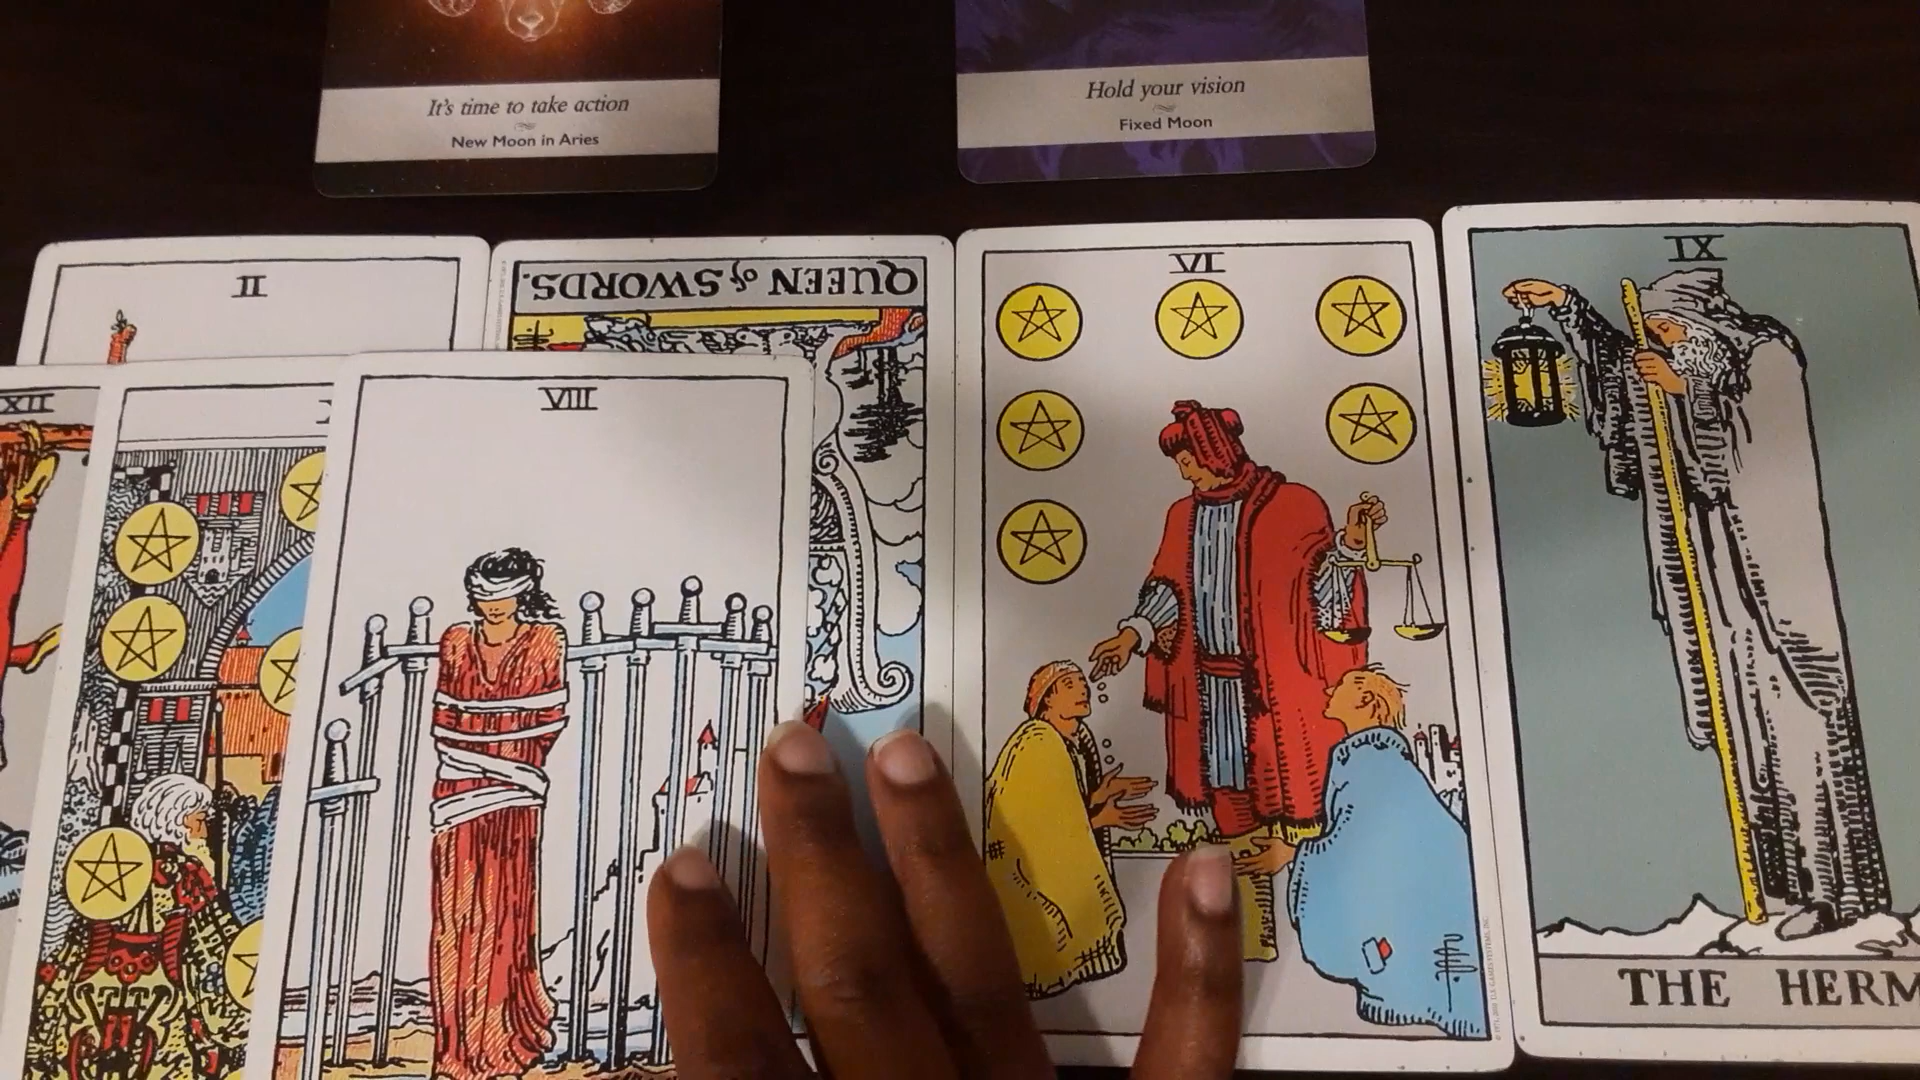 It's time to take action
New Moon in Aries
Hold your vision
Fixed Moon
II
QUEEN of SWORDS.
VI
IX
XII
VIII
THE HERM